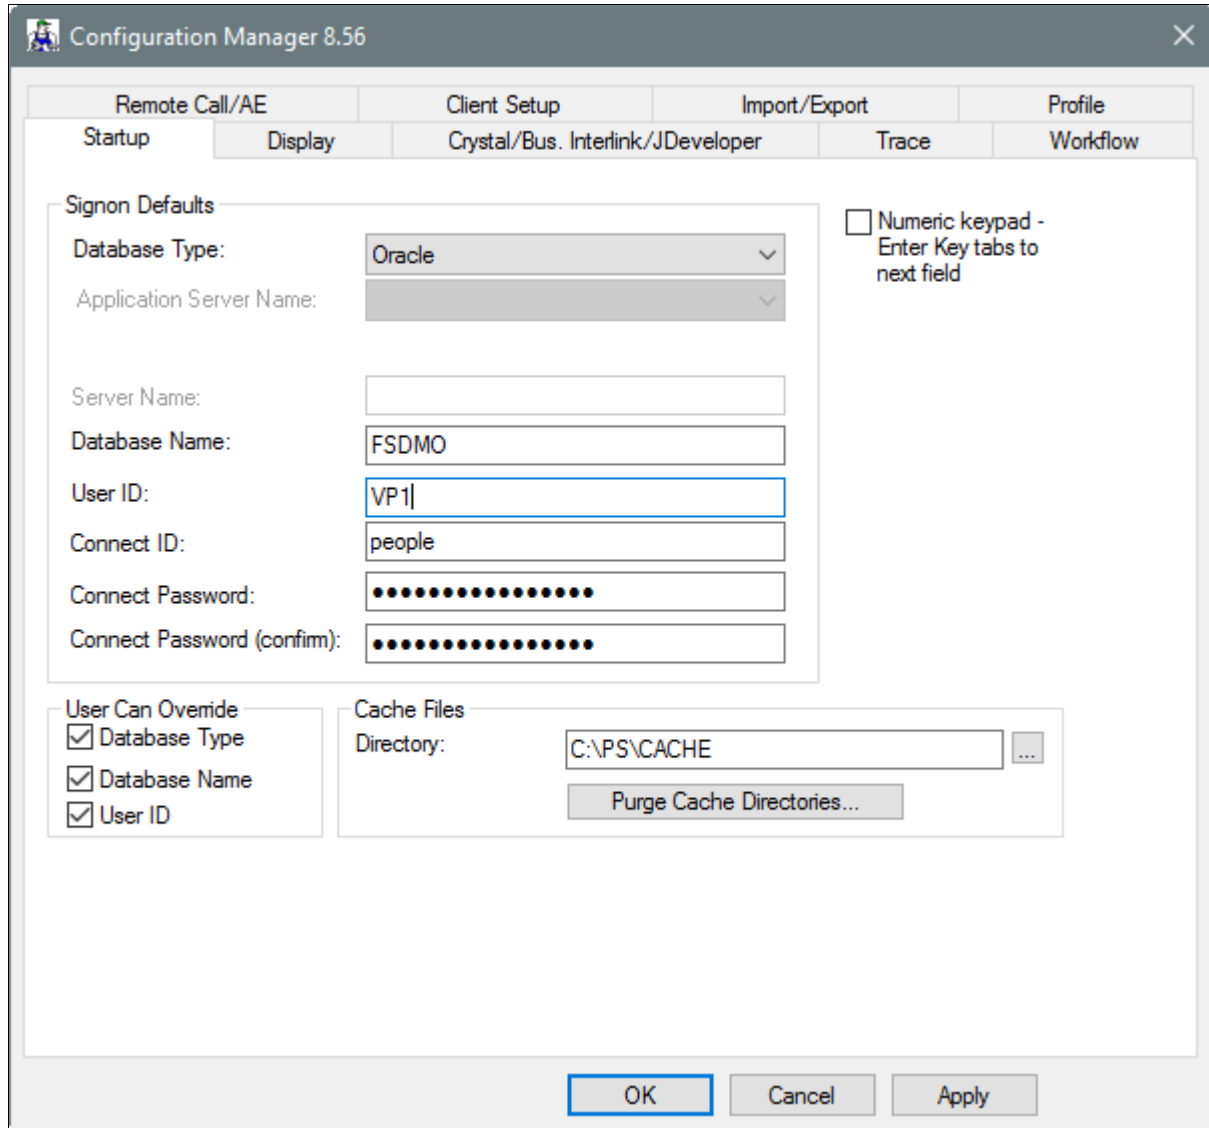 Configuration Manager 8.56
Remote Call/AE Client Setup Import/Export Profile
Startup Display Crystal/Bus. Interlink/JDeveloper Trace Workflow
Signon Defaults
Database Type: Oracle
Application Server Name:
Server Name:
Database Name: FSDMO
User ID: VP1
Connect ID: people
Connect Password: ●●●●●●●●●●●●●●●●
Connect Password (confirm): ●●●●●●●●●●●●●●●●
Numeric keypad -
Enter Key tabs to
next field
User Can Override
Database Type
Database Name
User ID
Cache Files
Directory: C:\PS\CACHE ...
Purge Cache Directories...
OK Cancel Apply